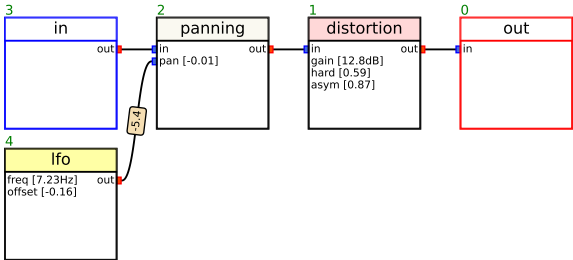 3
in
out
2
panning
in out
pan [-0.01]
1
distortion
in out
gain [12.8dB]
hard [0.59]
asym [0.87]
0
out
in
-5.4
4
lfo
freq [7.23Hz] out
offset [-0.16]